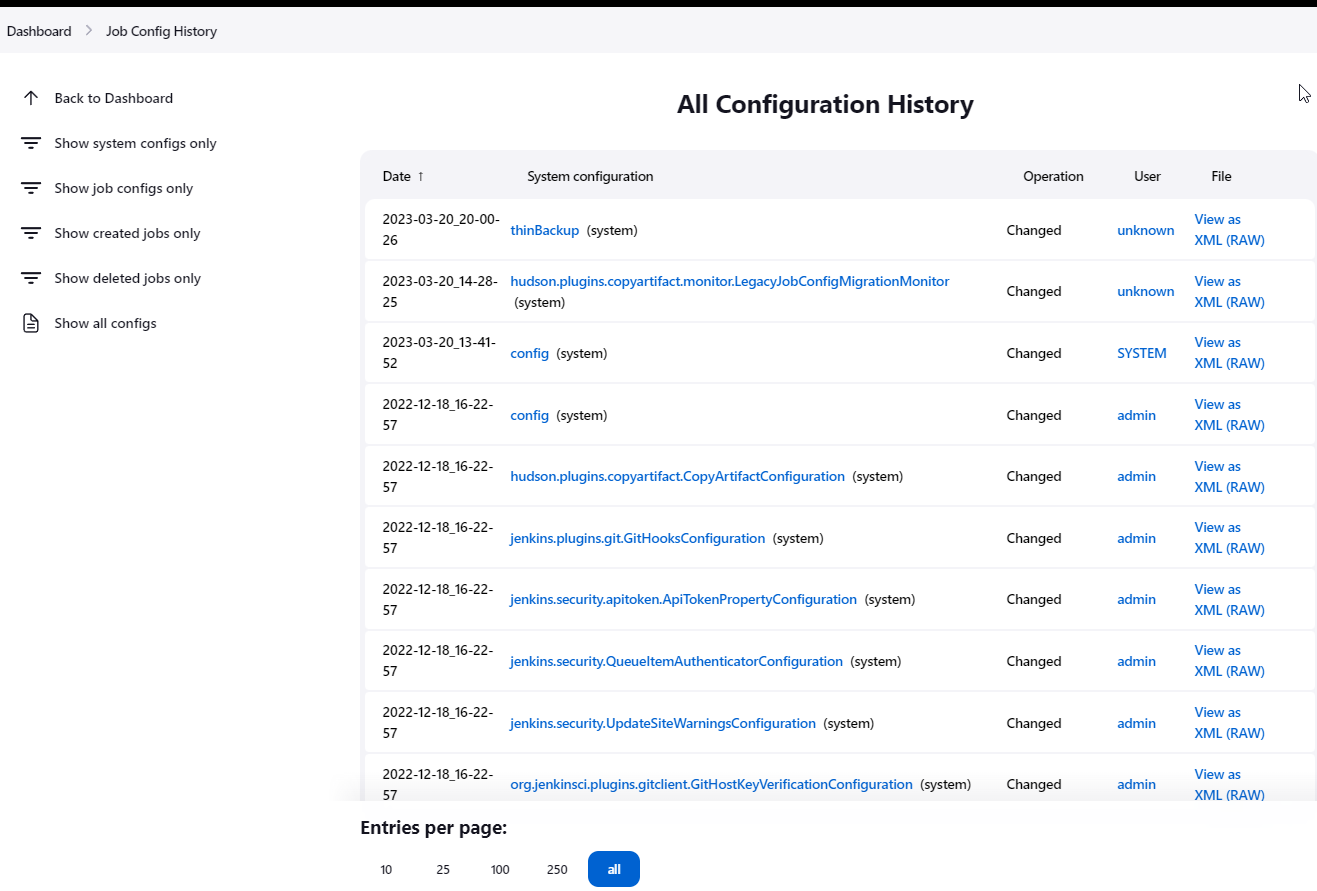 Dashboard > Job Config History
Back to Dashboard
Show system configs only
Show job configs only
Show created jobs only
Show deleted jobs only
Show all configs
All Configuration History
Date ↑ System configuration Operation User File
2023-03-20_20-00-26 thinBackup (system) Changed unknown View as XML (RAW)
2023-03-20_14-28-25 hudson.plugins.copyartifact.monitor.LegacyJobConfigMigrationMonitor (system) Changed unknown View as XML (RAW)
2023-03-20_13-41-52 config (system) Changed SYSTEM View as XML (RAW)
2022-12-18_16-22-57 config (system) Changed admin View as XML (RAW)
2022-12-18_16-22-57 hudson.plugins.copyartifact.CopyArtifactConfiguration (system) Changed admin View as XML (RAW)
2022-12-18_16-22-57 jenkins.plugins.git.GitHooksConfiguration (system) Changed admin View as XML (RAW)
2022-12-18_16-22-57 jenkins.security.apitoken.ApiTokenPropertyConfiguration (system) Changed admin View as XML (RAW)
2022-12-18_16-22-57 jenkins.security.QueueItemAuthenticatorConfiguration (system) Changed admin View as XML (RAW)
2022-12-18_16-22-57 jenkins.security.UpdateSiteWarningsConfiguration (system) Changed admin View as XML (RAW)
2022-12-18_16-22-57 org.jenkinsci.plugins.gitclient.GitHostKeyVerificationConfiguration (system) Changed admin View as XML (RAW)
Entries per page:
10 25 100 250 all